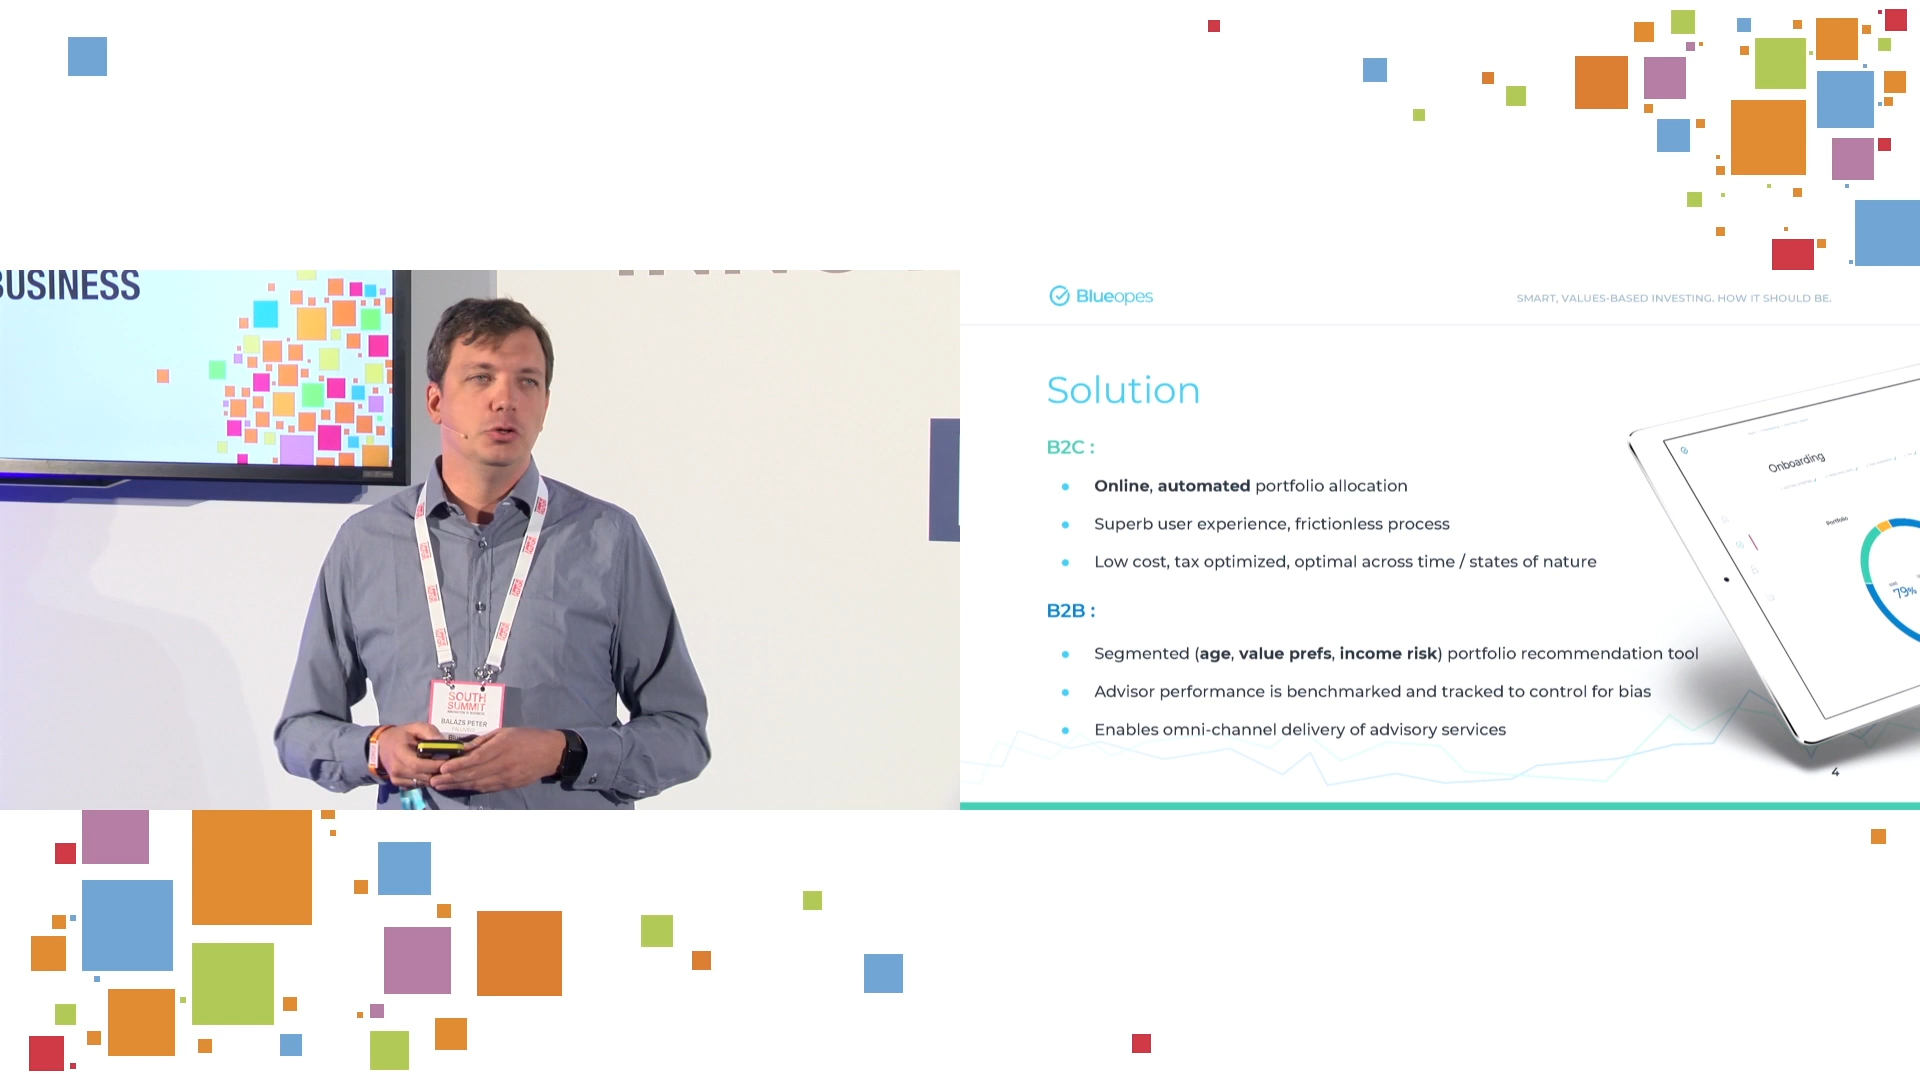 BUSINESS
SOUTH
SUMMIT
BALÁZS PÉTER
Blueopes
SMART, VALUES-BASED INVESTING. HOW IT SHOULD BE.
Solution
B2C :
Online, automated portfolio allocation
Superb user experience, frictionless process
Low cost, tax optimized, optimal across time / states of nature
B2B :
Segmented (age, value prefs, income risk) portfolio recommendation tool
Advisor performance is benchmarked and tracked to control for bias
Enables omni-channel delivery of advisory services
Onboarding
Portfolio
79%
4